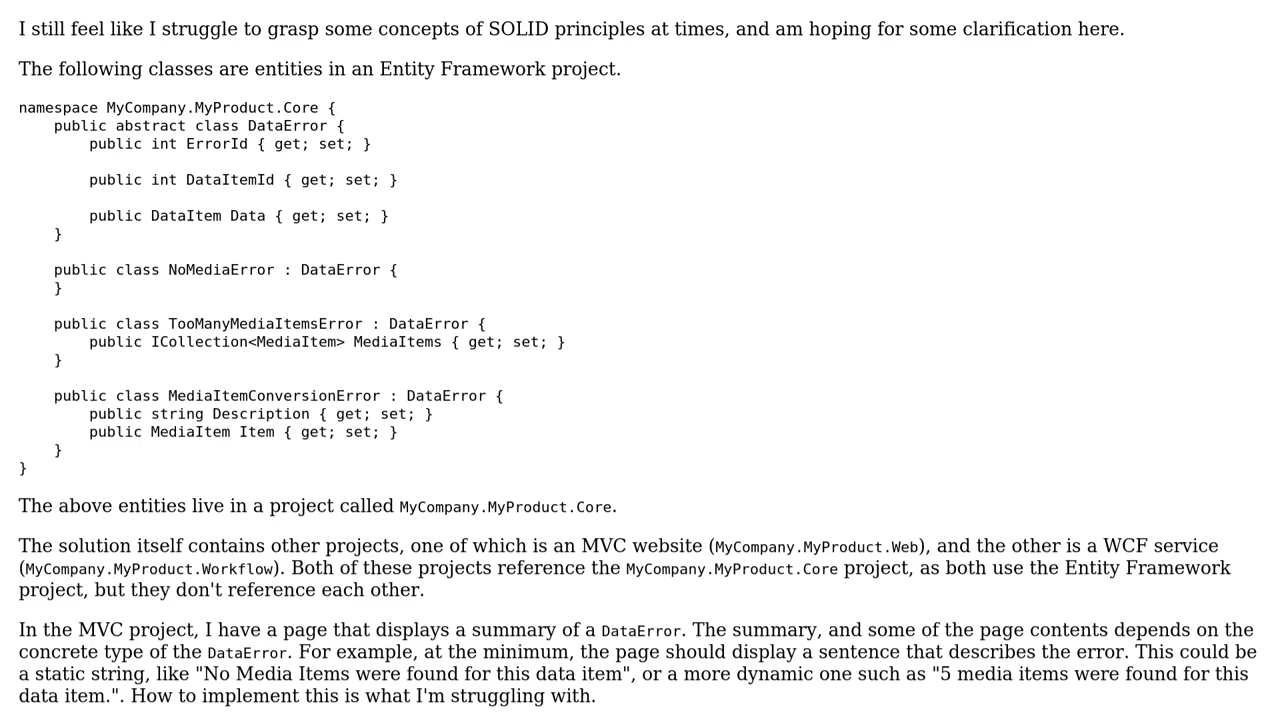 I still feel like I struggle to grasp some concepts of SOLID principles at times, and am hoping for some clarification here.
The following classes are entities in an Entity Framework project.
namespace MyCompany.MyProduct.Core {
    public abstract class DataError {
        public int ErrorId { get; set; }

        public int DataItemId { get; set; }

        public DataItem Data { get; set; }
    }

    public class NoMediaError : DataError {
    }

    public class TooManyMediaItemsError : DataError {
        public ICollection<MediaItem> MediaItems { get; set; }
    }

    public class MediaItemConversionError : DataError {
        public string Description { get; set; }
        public MediaItem Item { get; set; }
    }
}
The above entities live in a project called MyCompany.MyProduct.Core.
The solution itself contains other projects, one of which is an MVC website (MyCompany.MyProduct.Web), and the other is a WCF service
(MyCompany.MyProduct.Workflow). Both of these projects reference the MyCompany.MyProduct.Core project, as both use the Entity Framework
project, but they don't reference each other.
In the MVC project, I have a page that displays a summary of a DataError. The summary, and some of the page contents depends on the
concrete type of the DataError. For example, at the minimum, the page should display a sentence that describes the error. This could be
a static string, like "No Media Items were found for this data item", or a more dynamic one such as "5 media items were found for this
data item.". How to implement this is what I'm struggling with.